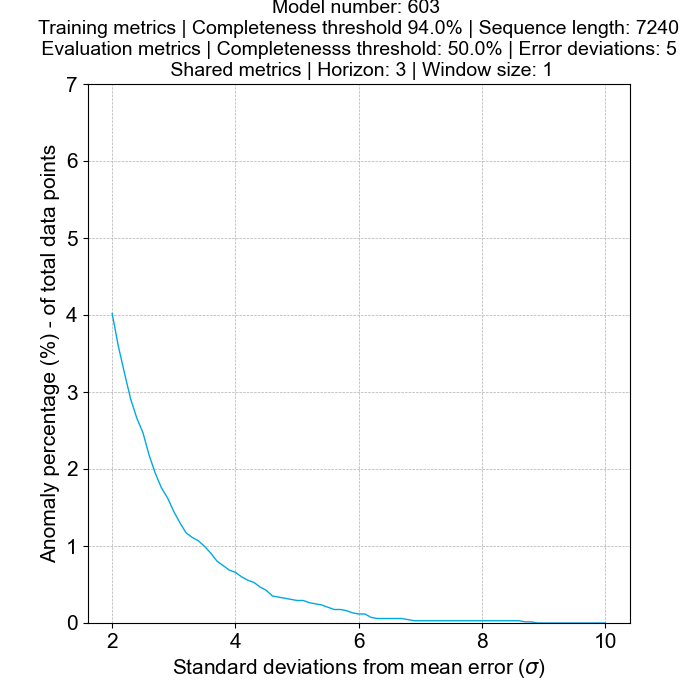 Model number: 603
Training metrics | Completeness threshold 94.0% | Sequence length: 7240
Evaluation metrics | Completenesss threshold: 50.0% | Error deviations: 5
Shared metrics | Horizon: 3 | Window size: 1
7
6
5
4
3
2
1
0
Anomaly percentage (%) - of total data points
2 4 6 8 10
Standard deviations from mean error (σ)